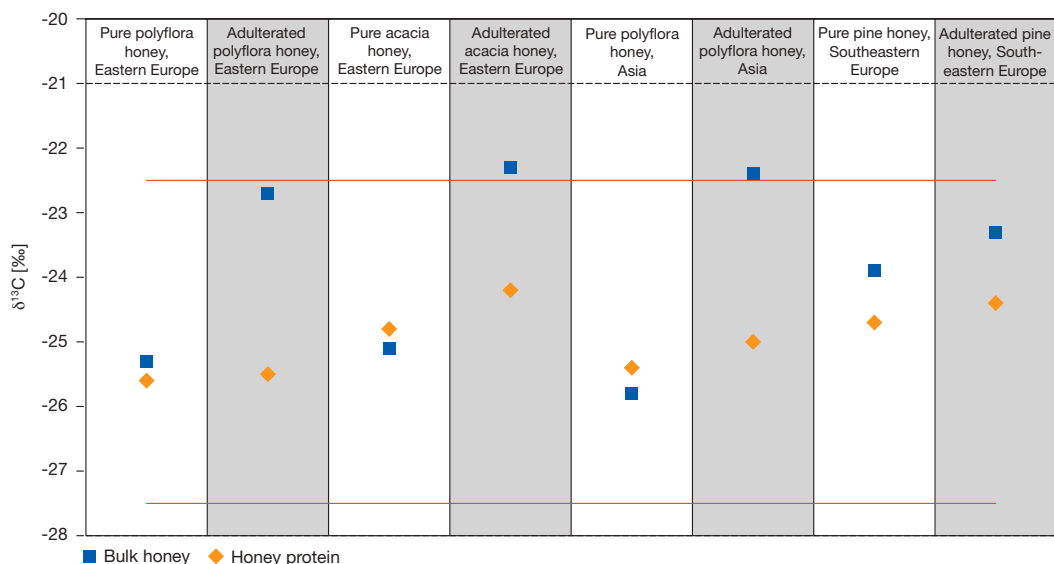 -20
-21
-22
-23
-24
-25
-26
-27
-28
δ¹³C [‰]
Pure polyflora
honey,
Eastern Europe
Adulterated
polyflora honey,
Eastern Europe
Pure acacia
honey,
Eastern Europe
Adulterated
acacia honey,
Eastern Europe
Pure polyflora
honey,
Asia
Adulterated
polyflora honey,
Asia
Pure pine honey,
Southeastern
Europe
Adulterated pine
honey, South-
eastern Europe
Bulk honey
Honey protein